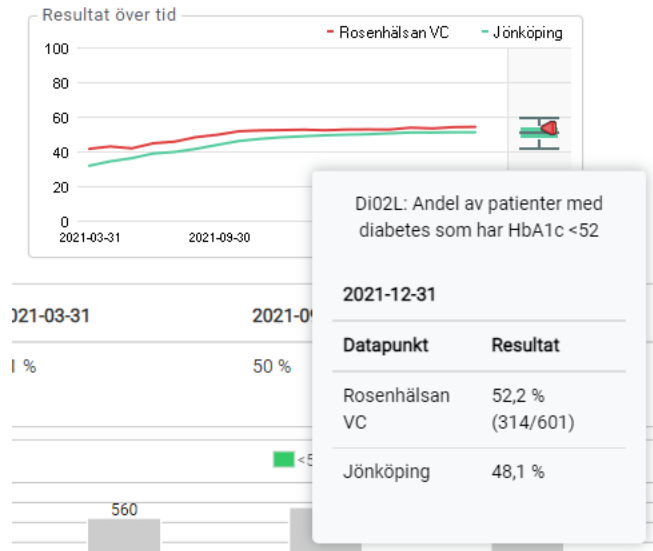 Resultat över tid
Rosenhälsan VC
Jönköping
100
80
60
40
20
0
2021-03-31
2021-09-30
Di02L: Andel av patienter med
diabetes som har HbA1c <52
2021-12-31
Datapunkt Resultat
Rosenhälsan 52,2 %
VC (314/601)
Jönköping 48,1 %
021-03-31 2021-0
% 50 %
<5
560